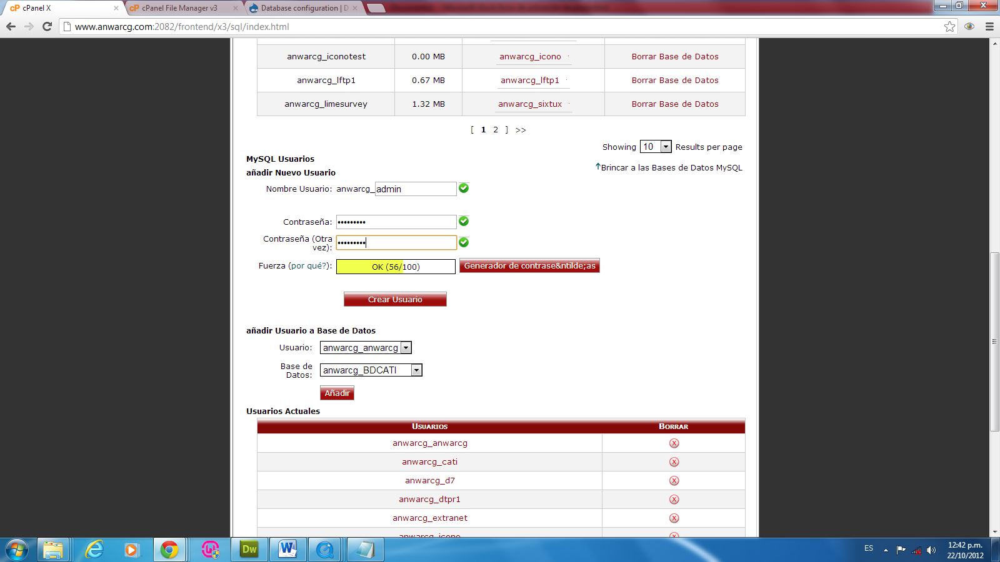 cPanel X
cPanel File Manager v3
Database configuration | D
www.anwarcg.com:2082/frontend/x3/sql/index.html
anwarcg_iconotest 0.00 MB anwarcg_icono Borrar Base de Datos
anwarcg_lftp1 0.67 MB anwarcg_lftp1 Borrar Base de Datos
anwarcg_limesurvey 1.32 MB anwarcg_sixtux Borrar Base de Datos
[ 1 2 ] >>
Showing 10 Results per page
MySQL Usuarios
↑Brincar a las Bases de Datos MySQL
añadir Nuevo Usuario
Nombre Usuario: anwarcg_admin
Contraseña: •••••••••
Contraseña (Otra
vez): •••••••••
Fuerza (por qué?): OK (56/100) Generador de contrase&ntilde;as
Crear Usuario
añadir Usuario a Base de Datos
Usuario: anwarcg_anwarcg
Base de
Datos: anwarcg_BDCATI
Añadir
Usuarios Actuales
Usuarios Borrar
anwarcg_anwarcg
anwarcg_cati
anwarcg_d7
anwarcg_dtpr1
anwarcg_extranet
anwarcg_icono
Dw W ES 12:42 p.m.
22/10/2012